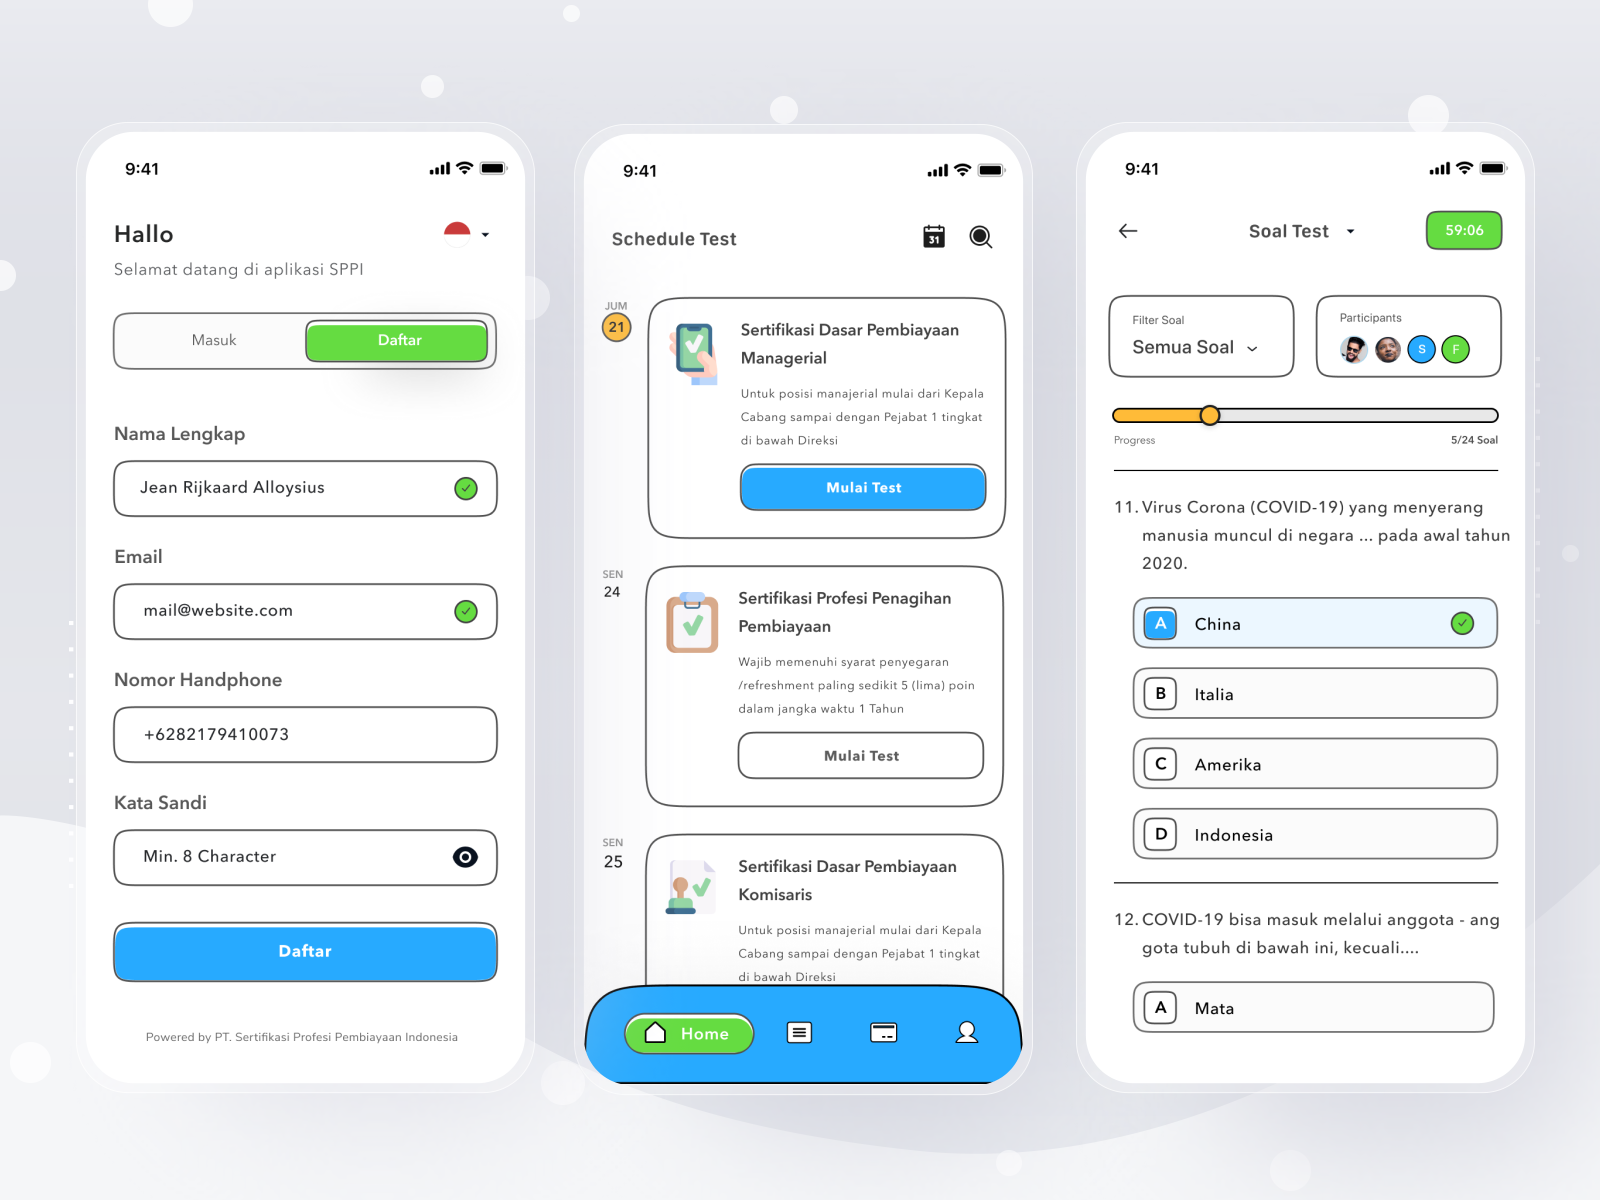 9:41
Hallo
Selamat datang di aplikasi SPPI
Masuk
Daftar
Nama Lengkap
Jean Rijkaard Alloysius
Email
mail@website.com
Nomor Handphone
+6282179410073
Kata Sandi
Min. 8 Character
Daftar
Powered by PT. Sertifikasi Profesi Pembiayaan Indonesia
9:41
Schedule Test
31
JUM
21
Sertifikasi Dasar Pembiayaan
Managerial
Untuk posisi manajerial mulai dari Kepala
Cabang sampai dengan Pejabat 1 tingkat
di bawah Direksi
Mulai Test
SEN
24
Sertifikasi Profesi Penagihan
Pembiayaan
Wajib memenuhi syarat penyegaran
/refreshment paling sedikit 5 (lima) poin
dalam jangka waktu 1 Tahun
Mulai Test
SEN
25
Sertifikasi Dasar Pembiayaan
Komisaris
Untuk posisi manajerial mulai dari Kepala
Cabang sampai dengan Pejabat 1 tingkat
di bawah Direksi
Home
9:41
Soal Test
59:06
Filter Soal
Semua Soal
Participants
S
F
Progress
5/24 Soal
11. Virus Corona (COVID-19) yang menyerang
manusia muncul di negara ... pada awal tahun
2020.
A China
B Italia
C Amerika
D Indonesia
12. COVID-19 bisa masuk melalui anggota - ang
gota tubuh di bawah ini, kecuali....
A Mata